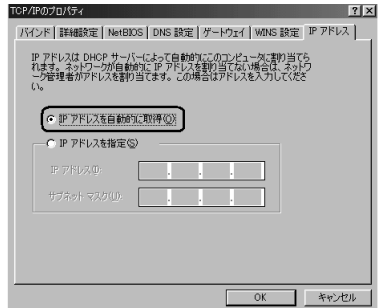 TCP/IPのプロパティ
バインド 詳細設定 NetBIOS DNS 設定 ゲートウェイ WINS 設定 IP アドレス
IP アドレスは DHCP サーバーによって自動的にこのコンピュータに割り当てら
れます。ネットワークが自動的に IP アドレスを割り当てない場合は、ネットワ
ーク管理者がアドレスを割り当てます。この場合はアドレスを入力してくださ
い。
IP アドレスを自動的に取得(O)
IP アドレスを指定(S)
IP アドレス(I):
サブネット マスク(U):
OK キャンセル